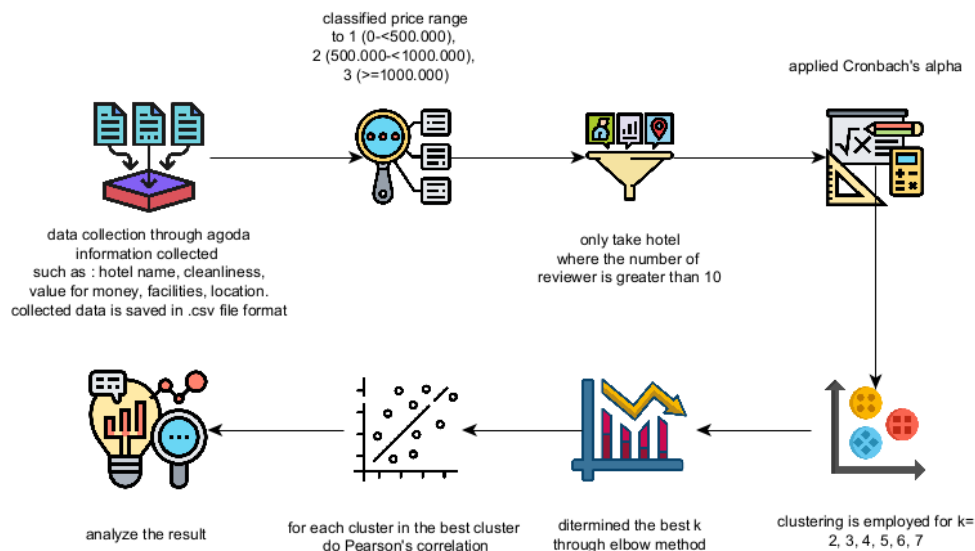 classified price range
to 1 (0-<500.000),
2 (500.000-<1000.000),
3 (>=1000.000)
applied Cronbach's alpha
data collection through agoda
information collected
such as : hotel name, cleanliness,
value for money, facilities, location.
collected data is saved in .csv file format
only take hotel
where the number of
reviewer is greater than 10
analyze the result
for each cluster in the best cluster
do Pearson's correlation
ditermined the best k
through elbow method
clustering is employed for k=
2, 3, 4, 5, 6, 7